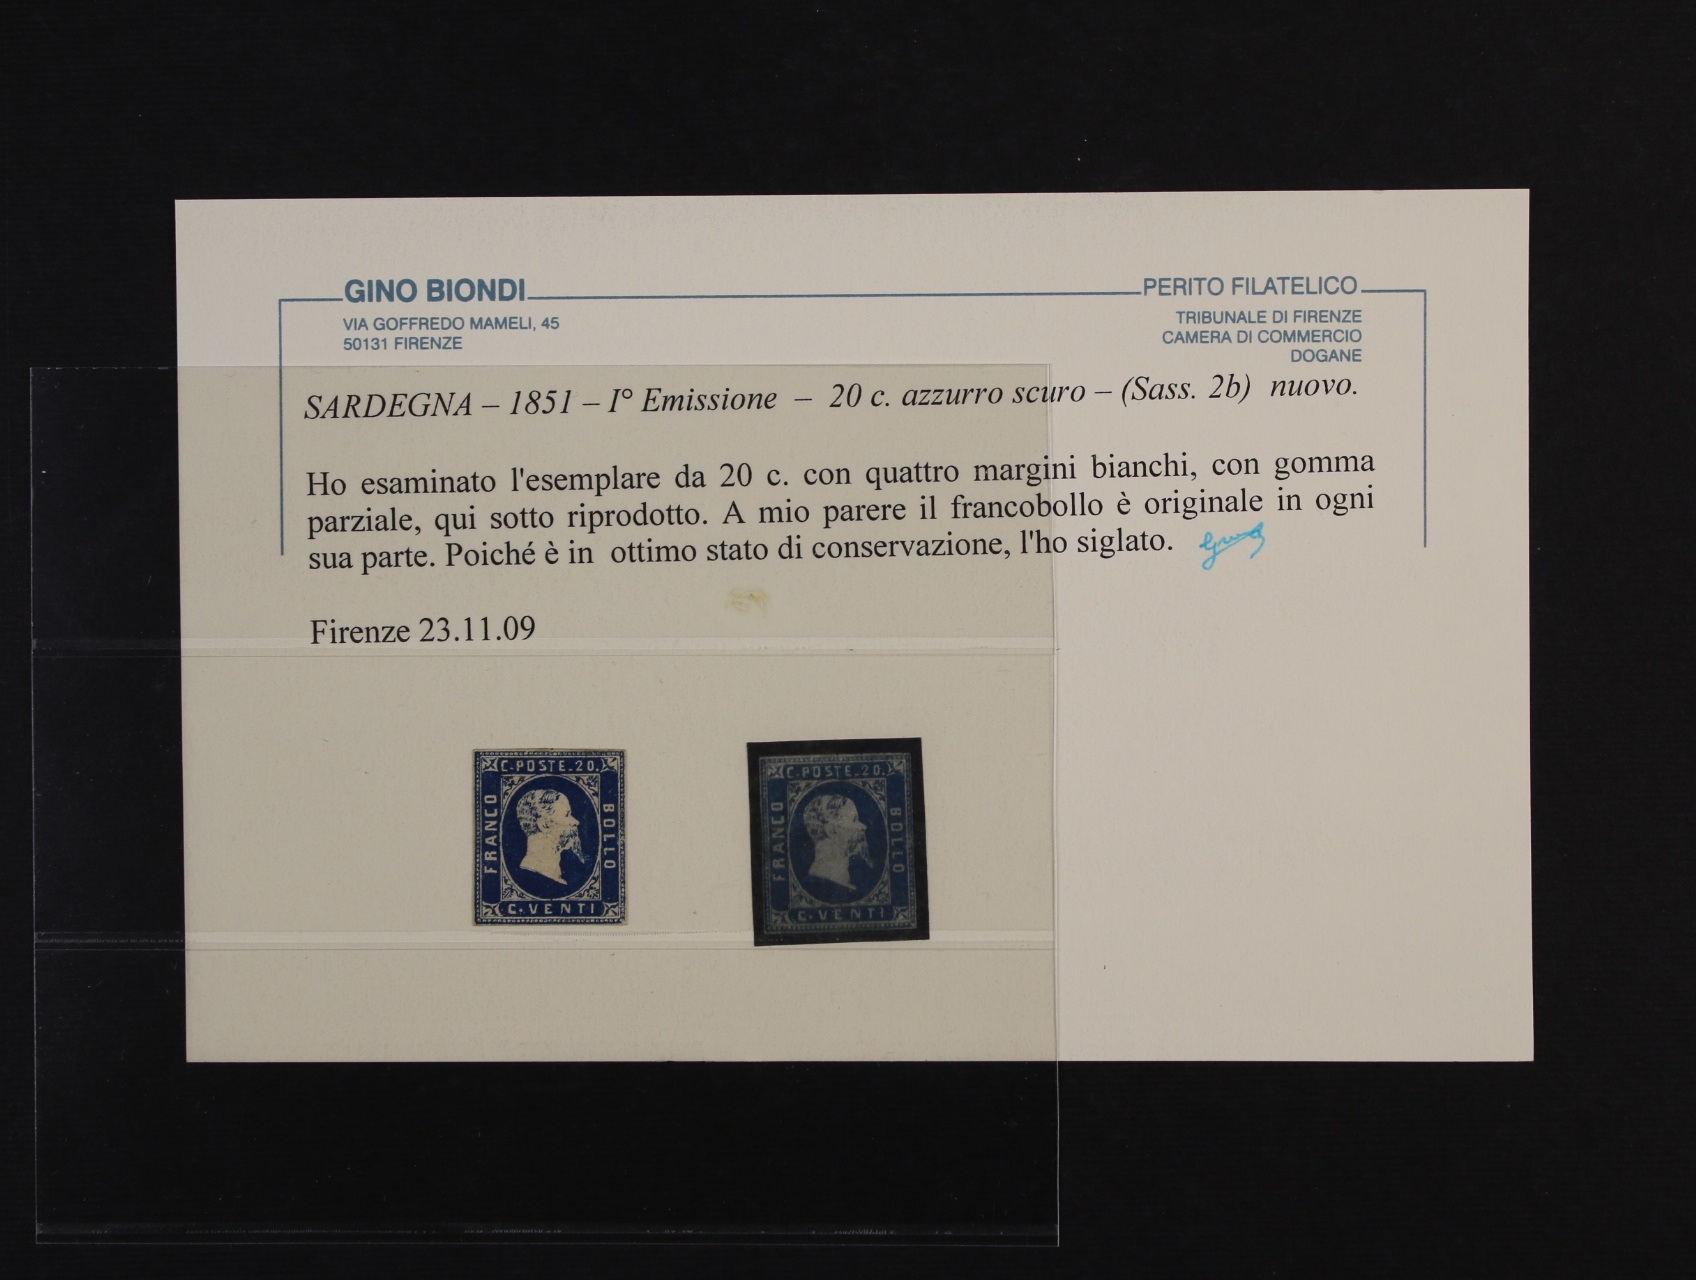 GINO BIONDI
PERITO FILATELICO
VIA GOFFREDO MAMELI, 45
50131 FIRENZE
TRIBUNALE DI FIRENZE
CAMERA DI COMMERCIO
DOGANE
SARDEGNA – 1851 – I° Emissione – 20 c. azzurro scuro – (Sass. 2b) nuovo.
Ho esaminato l'esemplare da 20 c. con quattro margini bianchi, con gomma
parziale, qui sotto riprodotto. A mio parere il francobollo è originale in ogni
sua parte. Poiché è in ottimo stato di conservazione, l'ho siglato.
Firenze 23.11.09
C.POSTE.20.
FRANCO
BOLLO
C.VENTI
C.POSTE.20.
FRANCO
BOLLO
C.VENTI